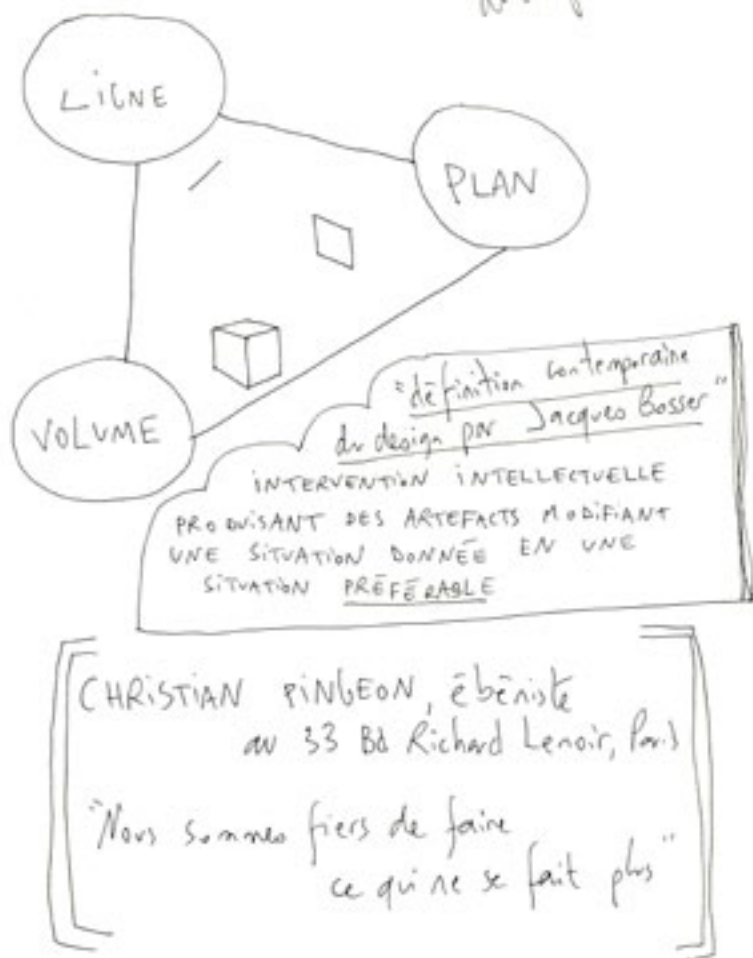 LIGNE
PLAN
VOLUME
"définition contemporaine
du design par Jacques Bosser"
INTERVENTION INTELLECTUELLE
PRODUISANT DES ARTEFACTS MODIFIANT
UNE SITUATION DONNÉE EN UNE
SITUATION PRÉFÉRABLE
CHRISTIAN PINGEON, ébéniste
au 33 Bd Richard Lenoir, Paris
"Nous sommes fiers de faire
ce qui ne se fait plus"